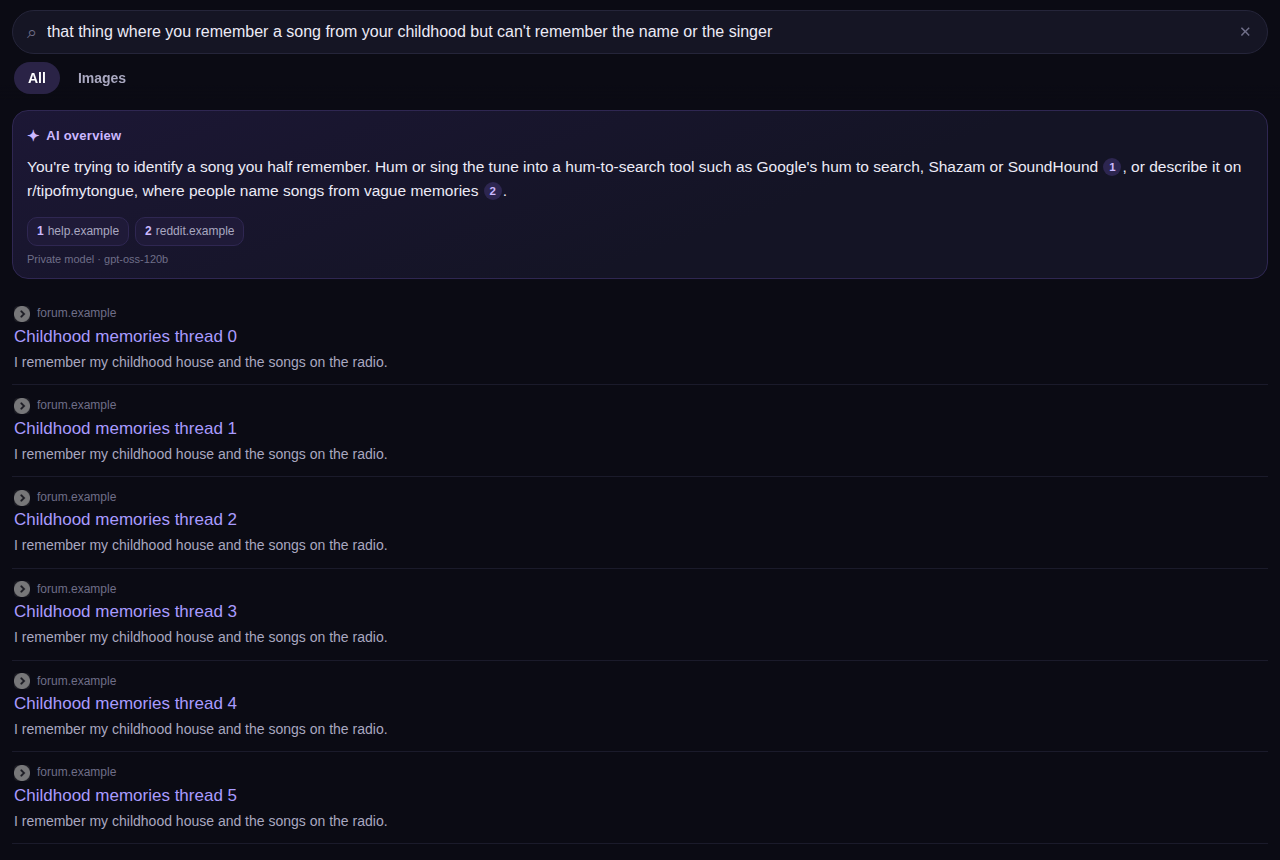 that thing where you remember a song from your childhood but can't remember the name or the singer
All Images
AI overview
You're trying to identify a song you half remember. Hum or sing the tune into a hum-to-search tool such as Google's hum to search, Shazam or SoundHound 1 , or describe it on
r/tipofmytongue, where people name songs from vague memories 2 .
1 help.example 2 reddit.example
Private model · gpt-oss-120b
forum.example
Childhood memories thread 0
I remember my childhood house and the songs on the radio.
forum.example
Childhood memories thread 1
I remember my childhood house and the songs on the radio.
forum.example
Childhood memories thread 2
I remember my childhood house and the songs on the radio.
forum.example
Childhood memories thread 3
I remember my childhood house and the songs on the radio.
forum.example
Childhood memories thread 4
I remember my childhood house and the songs on the radio.
forum.example
Childhood memories thread 5
I remember my childhood house and the songs on the radio.